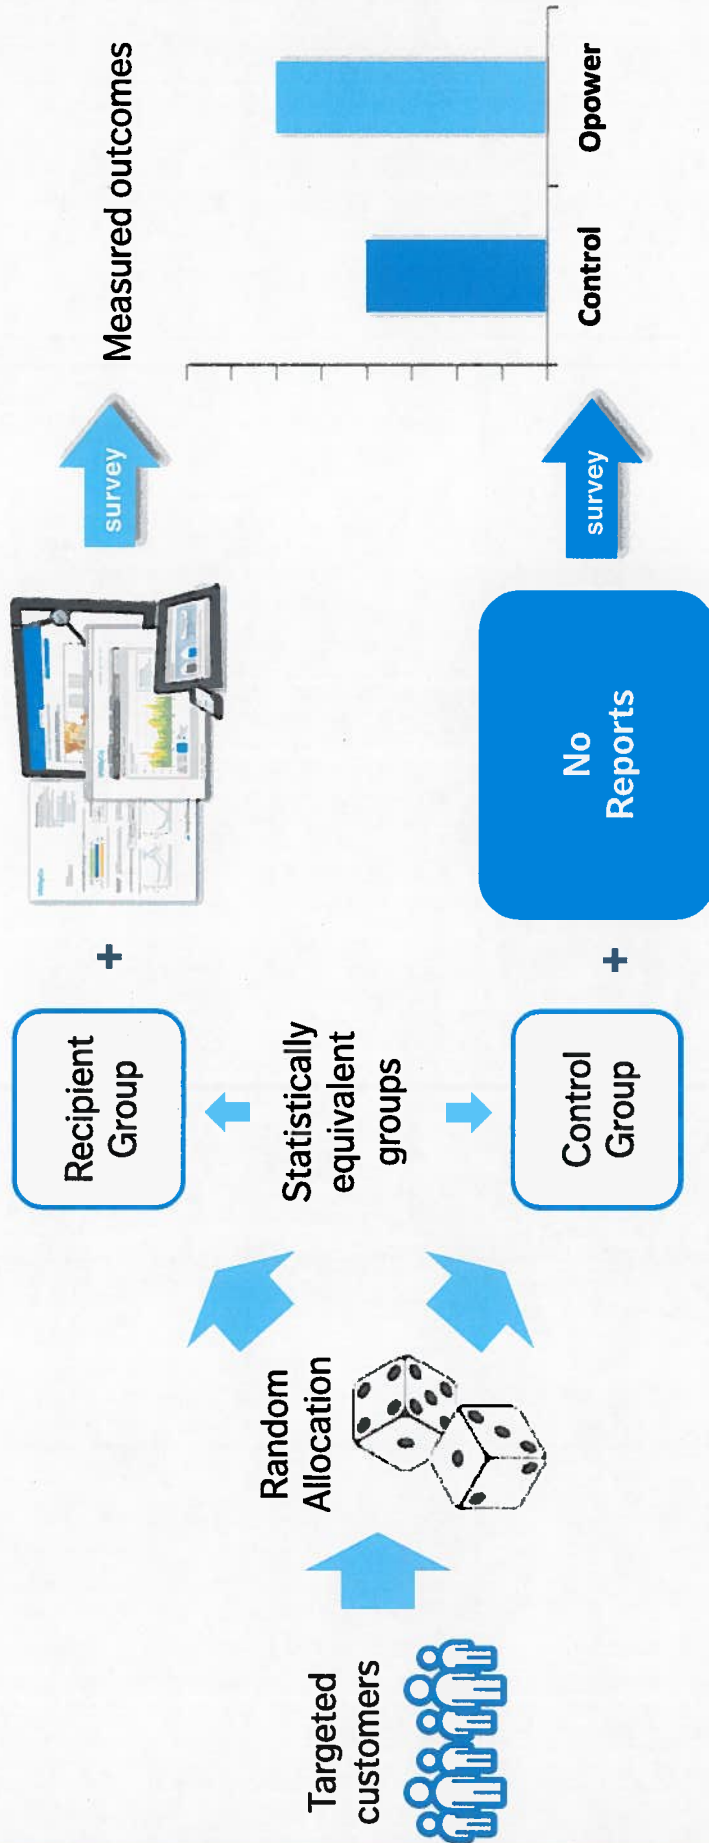 Targeted
customers
Random
Allocation
Recipient
Group
Statistically
equivalent
groups
Control
Group
+
+
No
Reports
survey
survey
Measured outcomes
Control
Opower